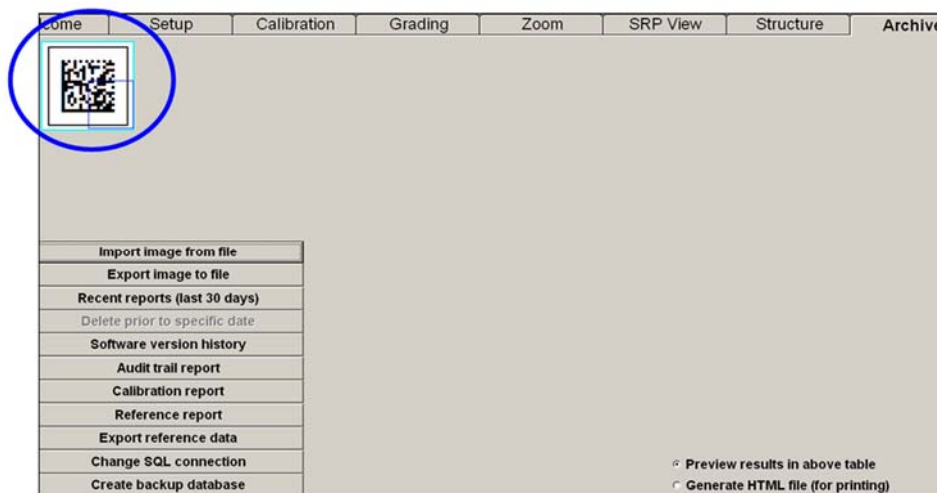 come Setup Calibration Grading Zoom SRP View Structure Archive
Import image from file
Export image to file
Recent reports (last 30 days)
Delete prior to specific date
Software version history
Audit trail report
Calibration report
Reference report
Export reference data
Change SQL connection
Preview results in above table
Create backup database
Generate HTML file (for printing)